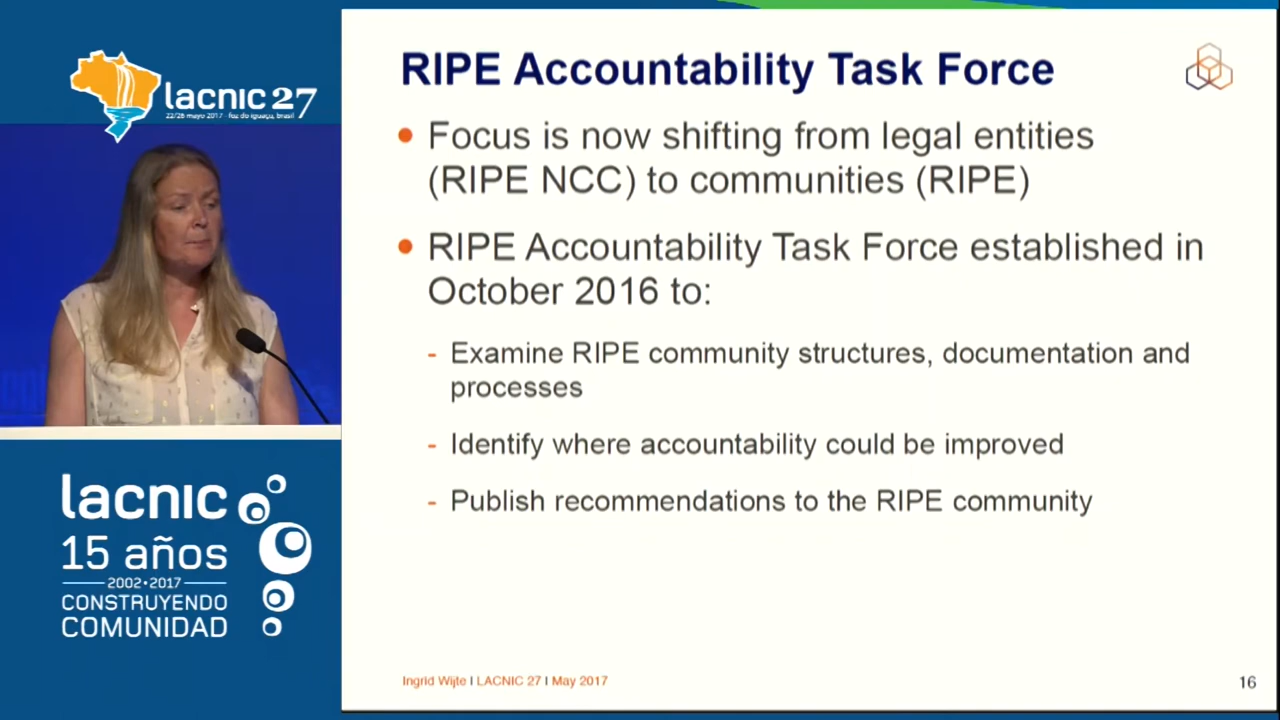 lacnic 27
22/26 mayo 2017 - foz do iguaçu, brasil
lacnic
15 años
2002•2017
CONSTRUYENDO
COMUNIDAD
RIPE Accountability Task Force
• Focus is now shifting from legal entities
(RIPE NCC) to communities (RIPE)
• RIPE Accountability Task Force established in
October 2016 to:
- Examine RIPE community structures, documentation and
processes
- Identify where accountability could be improved
- Publish recommendations to the RIPE community
Ingrid Wijte I LACNIC 27 I May 2017
16